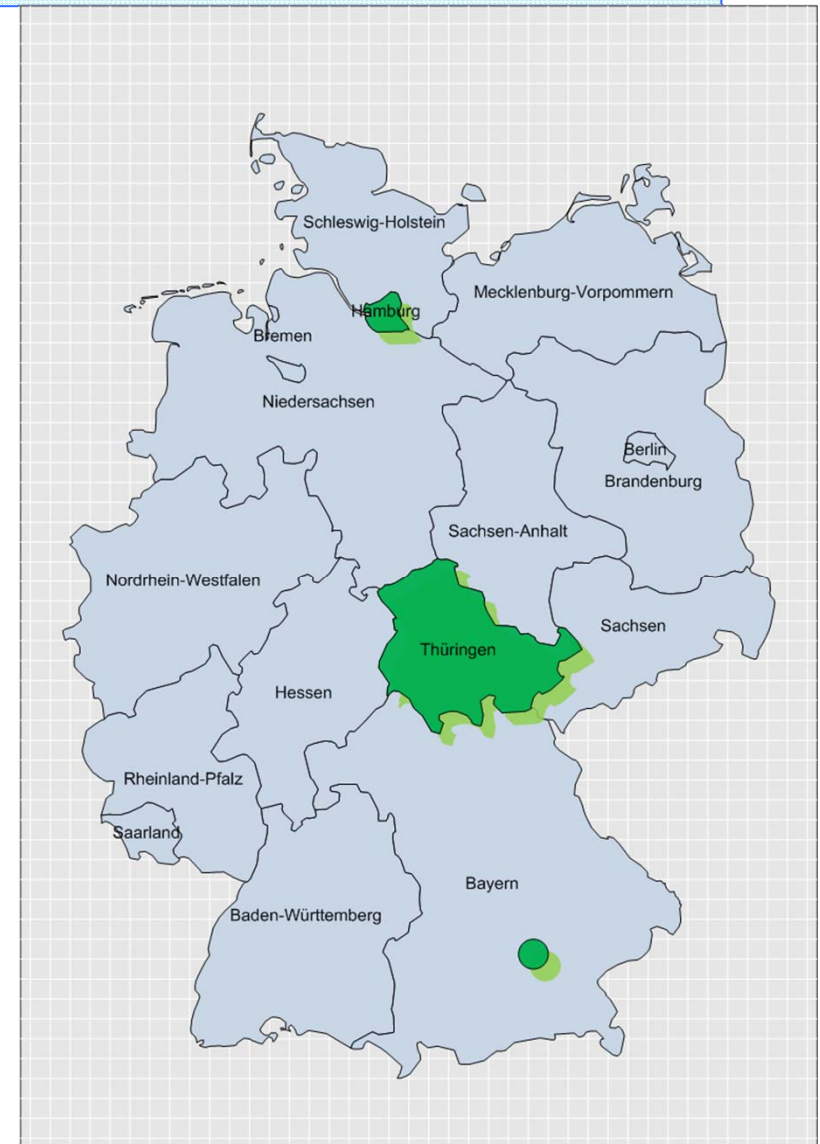 Schleswig-Holstein
Mecklenburg-Vorpommern
Hamburg
Bremen
Niedersachsen
Berlin
Brandenburg
Sachsen-Anhalt
Nordrhein-Westfalen
Sachsen
Thüringen
Hessen
Rheinland-Pfalz
Saarland
Bayern
Baden-Württemberg